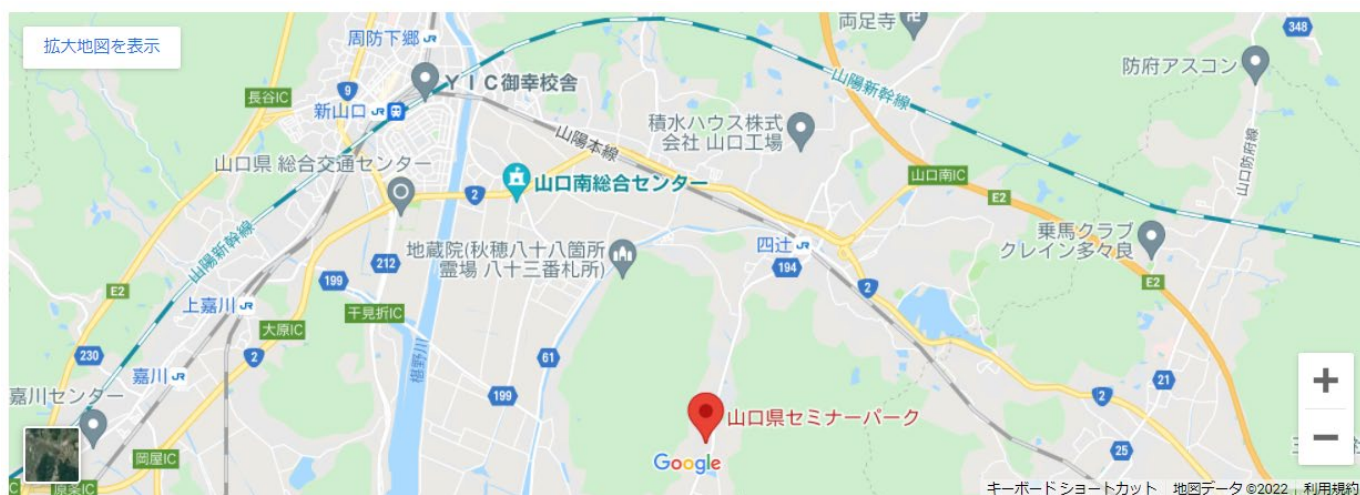 拡大地図を表示
両足寺
348
周防下郷
防府アスコン
9
ＹＩＣ御幸校舎
長谷IC
新山口
山陽新幹線
積水ハウス株式
会社 山口工場
山陽本線
山口防府線
山口県 総合交通センター
山口南IC
2
山口南総合センター
E2
乗馬クラブ
クレイン多々良
地蔵院(秋穂八十八箇所
霊場 八十三番札所)
四辻
山陽新幹線
212
194
199
E2
E2
2
上嘉川
千見折IC
大原IC
椹野川
230
2
61
嘉川
21
199
2
嘉川センター
山口県セミナーパーク
25
岡屋IC
Google
キーボード ショートカット
地図データ ©2022
利用規約